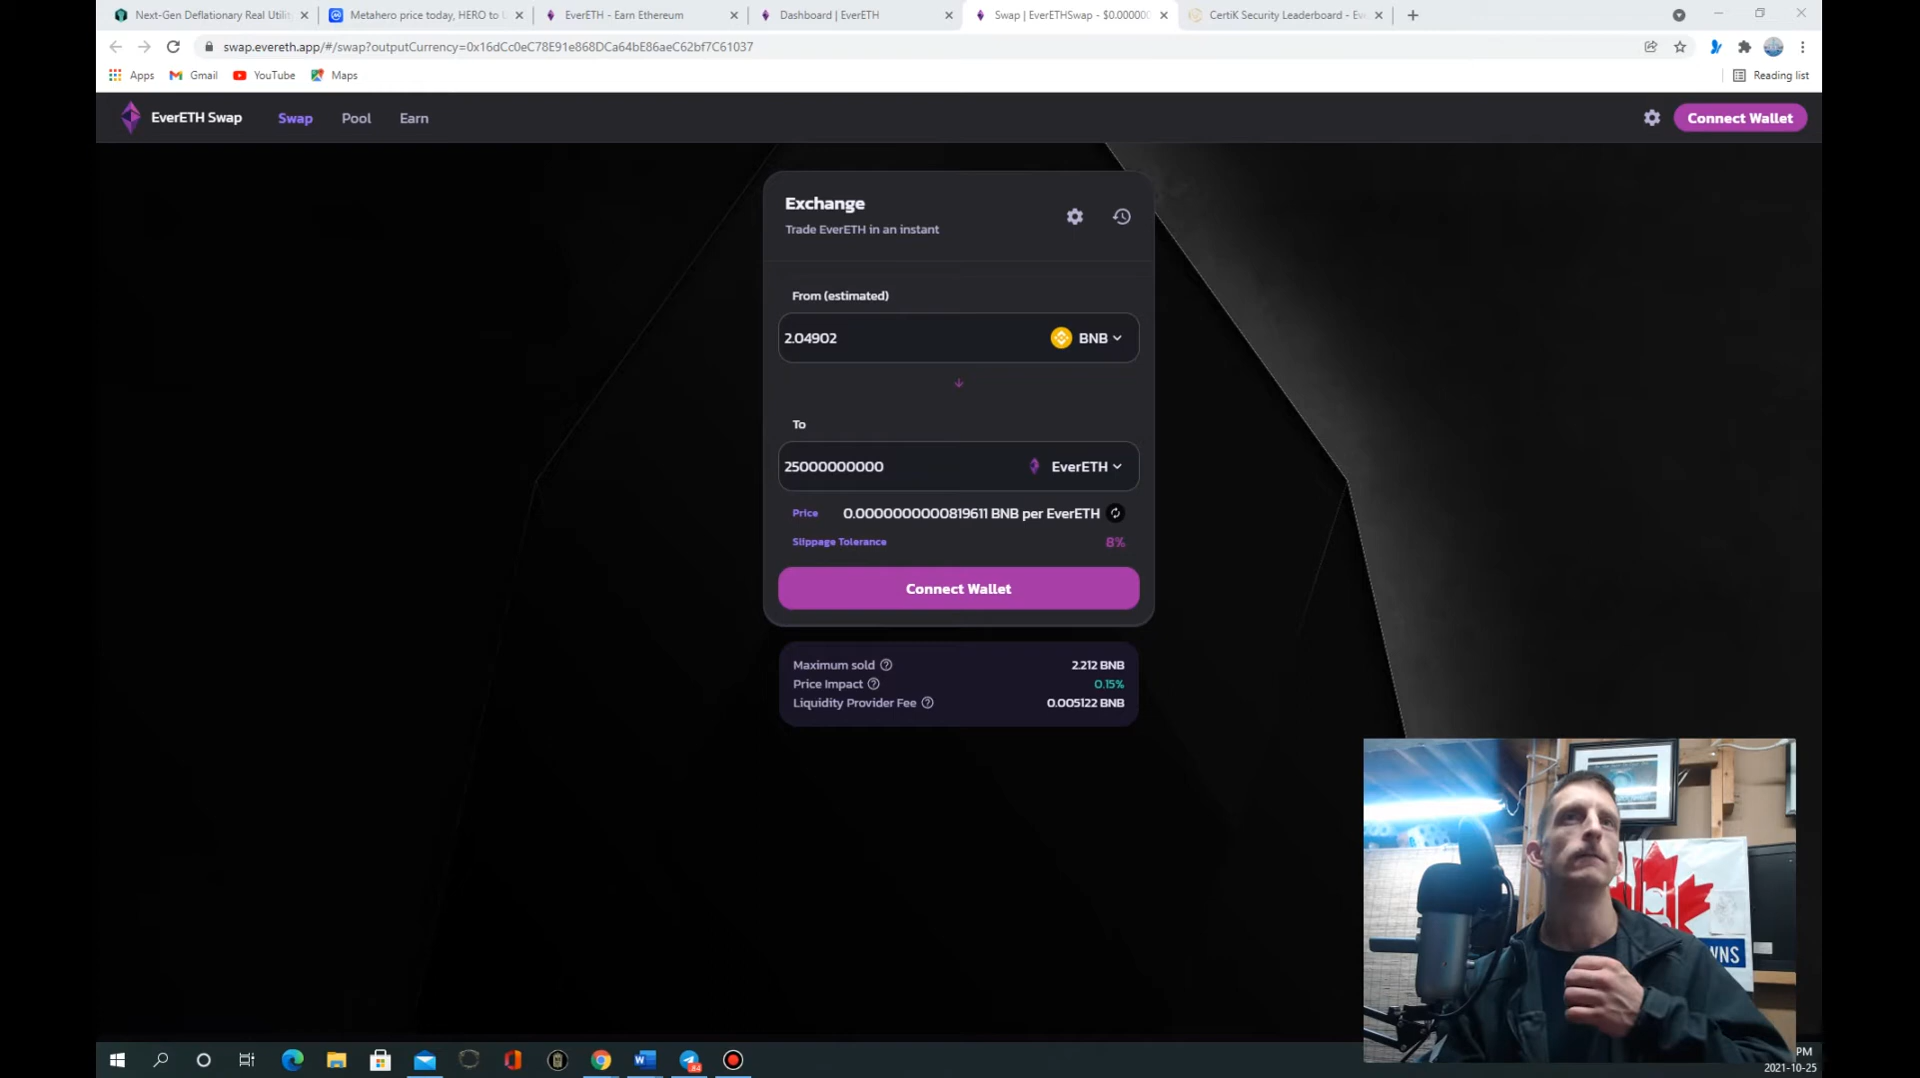 Next-Gen Deflationary Real Utili
Metahero price today, HERO to U
EverETH - Earn Ethereum
Dashboard | EverETH
Swap | EverETHSwap - $0.000000
CertiK Security Leaderboard - Eve
swap.evereth.app/#/swap?outputCurrency=0x16dCc0eC78E91e868DCa64bE86aeC62bf7C61037
Apps
Gmail
YouTube
Maps
Reading list
EverETH Swap
Swap
Pool
Earn
Connect Wallet
Exchange
Trade EverETH in an instant
From (estimated)
2.04902
BNB
To
25000000000
EverETH
Price
0.0000000000819611 BNB per EverETH
Slippage Tolerance
8%
Connect Wallet
Maximum sold
2.212 BNB
Price Impact
0.15%
Liquidity Provider Fee
0.005122 BNB
WNS
84
PM
2021-10-25